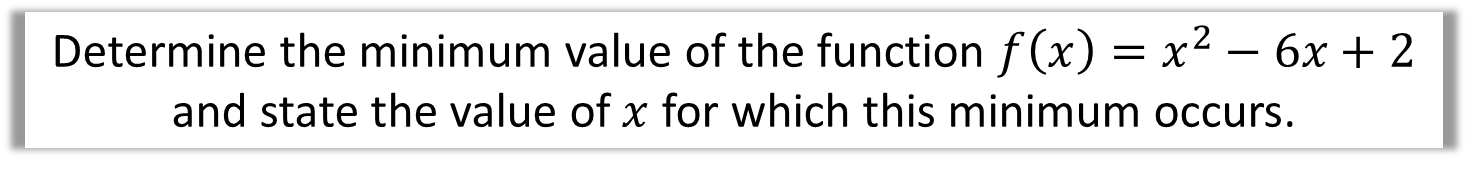 Determine the minimum value of the function f(x) = x² − 6x + 2
and state the value of x for which this minimum occurs.